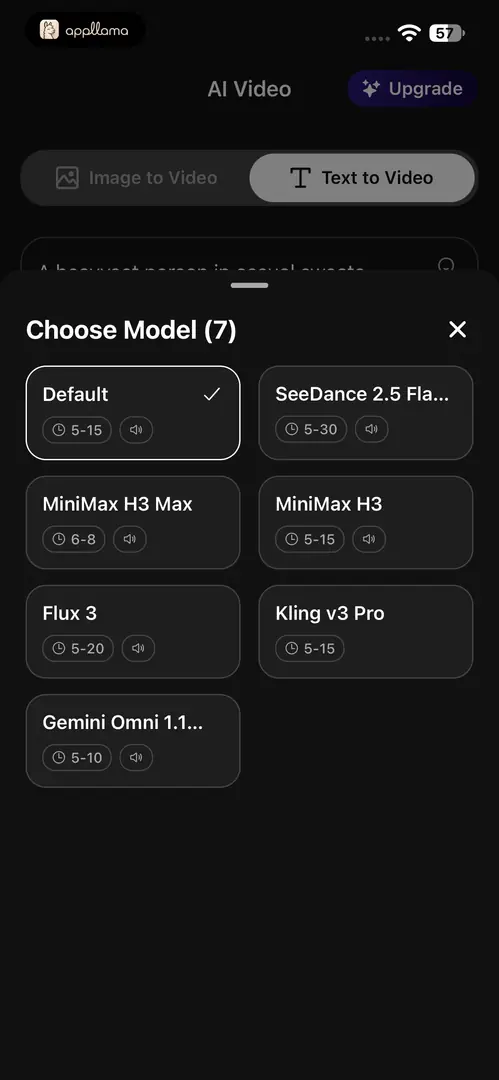 appllama
57
AI Video
Upgrade
Image to Video
Text to Video
Choose Model (7)
Default
5-15
SeeDance 2.5 Fla...
5-30
MiniMax H3 Max
6-8
MiniMax H3
5-15
Flux 3
5-20
Kling v3 Pro
5-15
Gemini Omni 1.1...
5-10